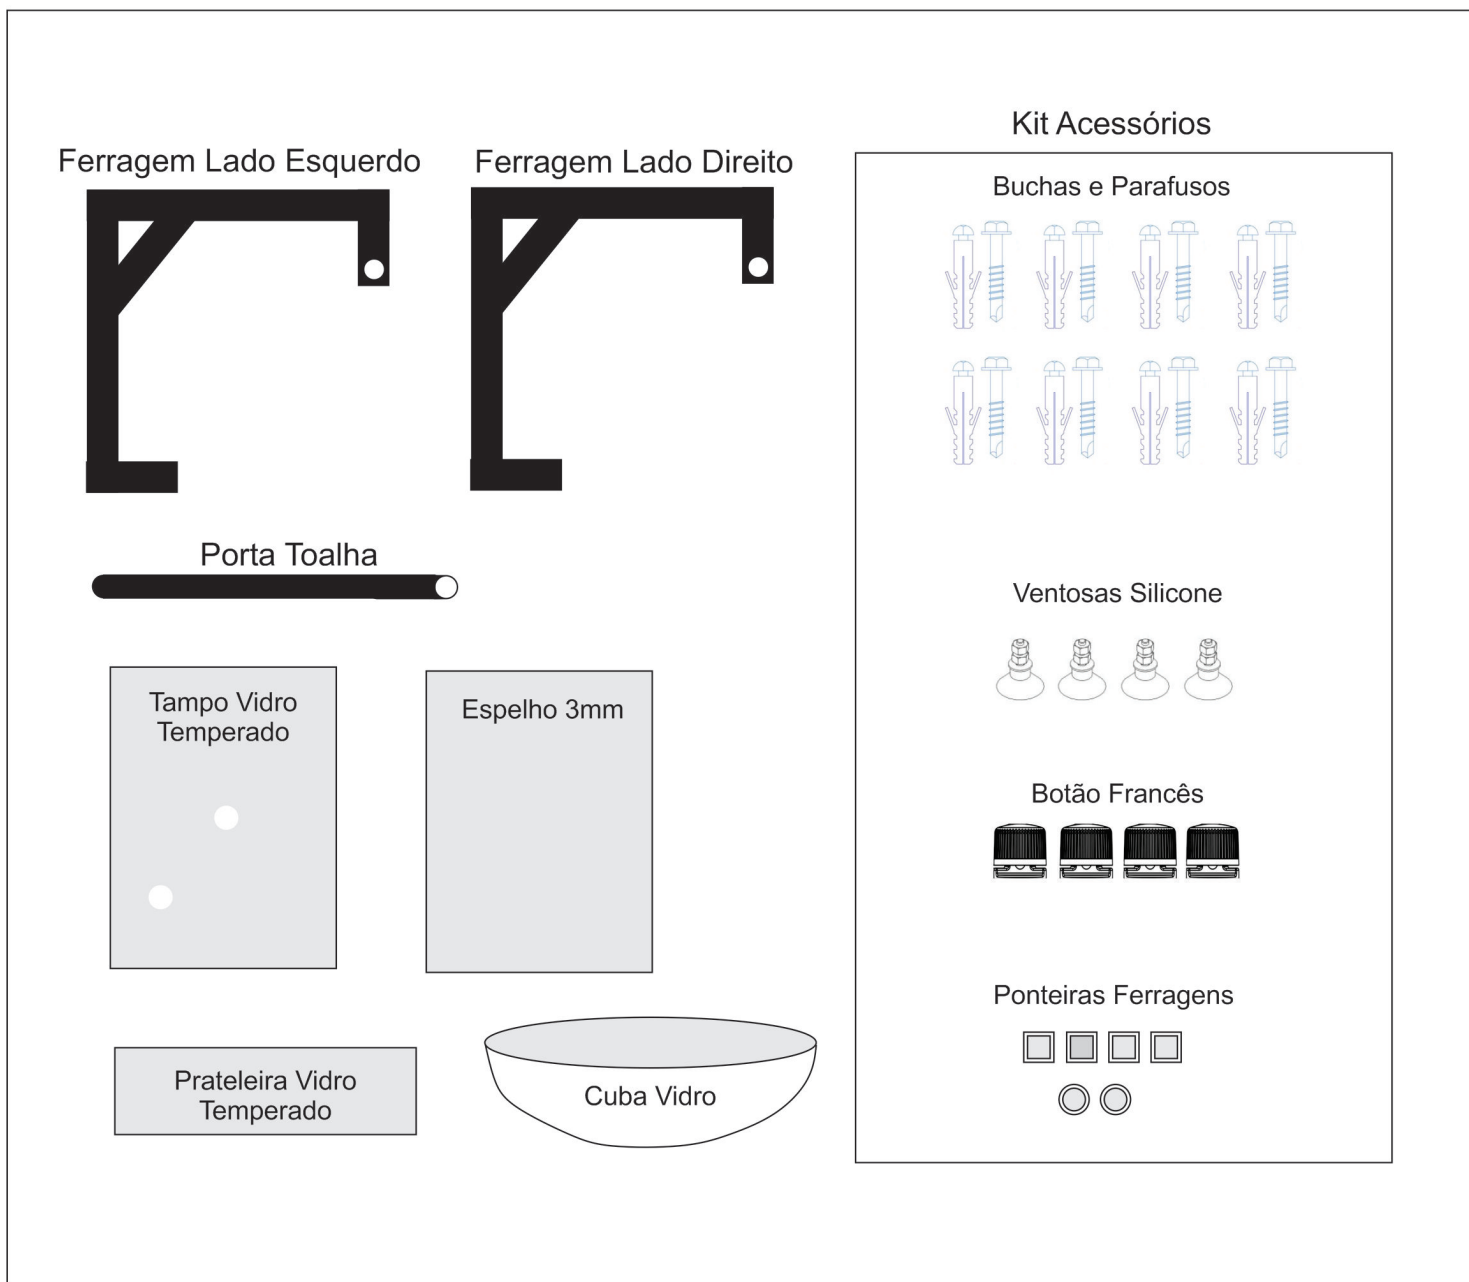 Ferragem Lado Esquerdo
Ferragem Lado Direito
Porta Toalha
Tampo Vidro
Temperado
Espelho 3mm
Prateleira Vidro
Temperado
Cuba Vidro
Kit Acessórios
Buchas e Parafusos
Ventosas Silicone
Botão Francês
Ponteiras Ferragens